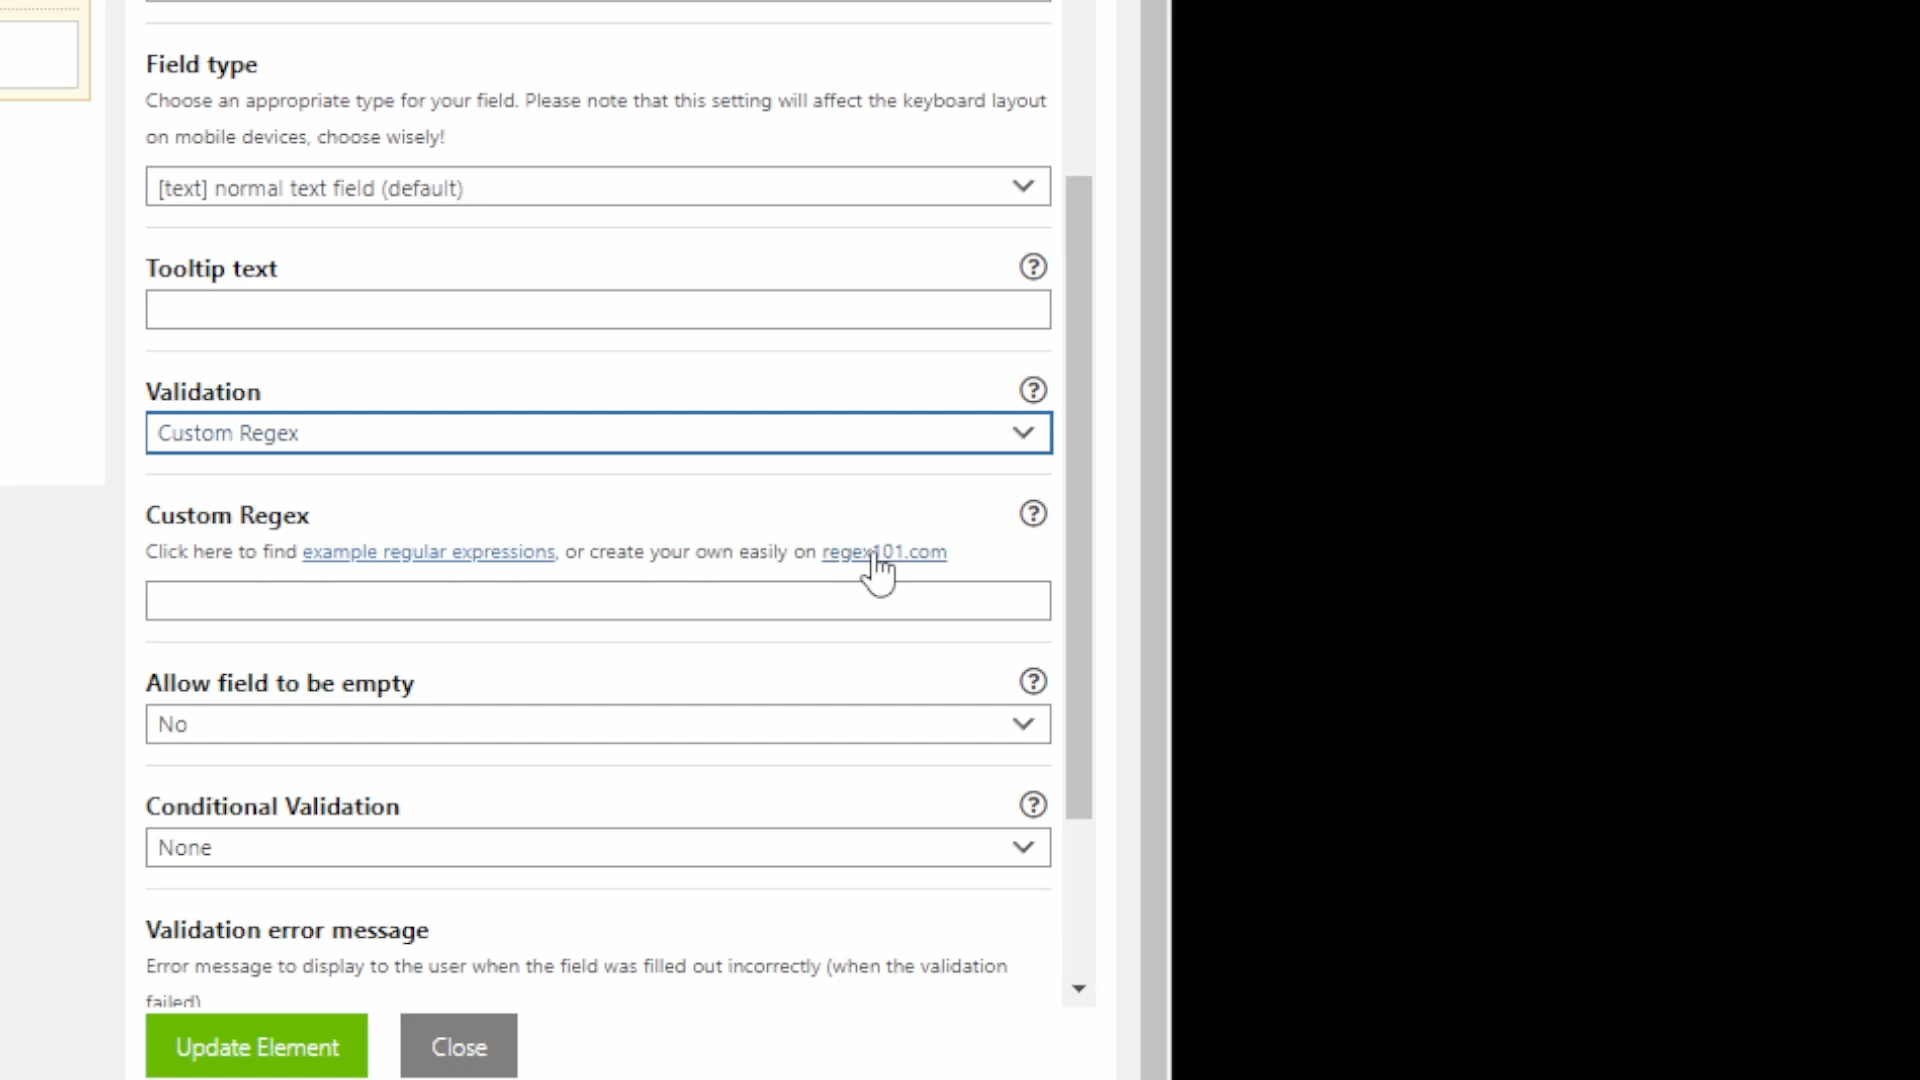 Field type
Choose an appropriate type for your field. Please note that this setting will affect the keyboard layout
on mobile devices, choose wisely!
[text] normal text field (default)
Tooltip text
Validation
Custom Regex
Custom Regex
Click here to find example regular expressions, or create your own easily on regex101.com
Allow field to be empty
No
Conditional Validation
None
Validation error message
Error message to display to the user when the field was filled out incorrectly (when the validation
failed)
Update Element
Close